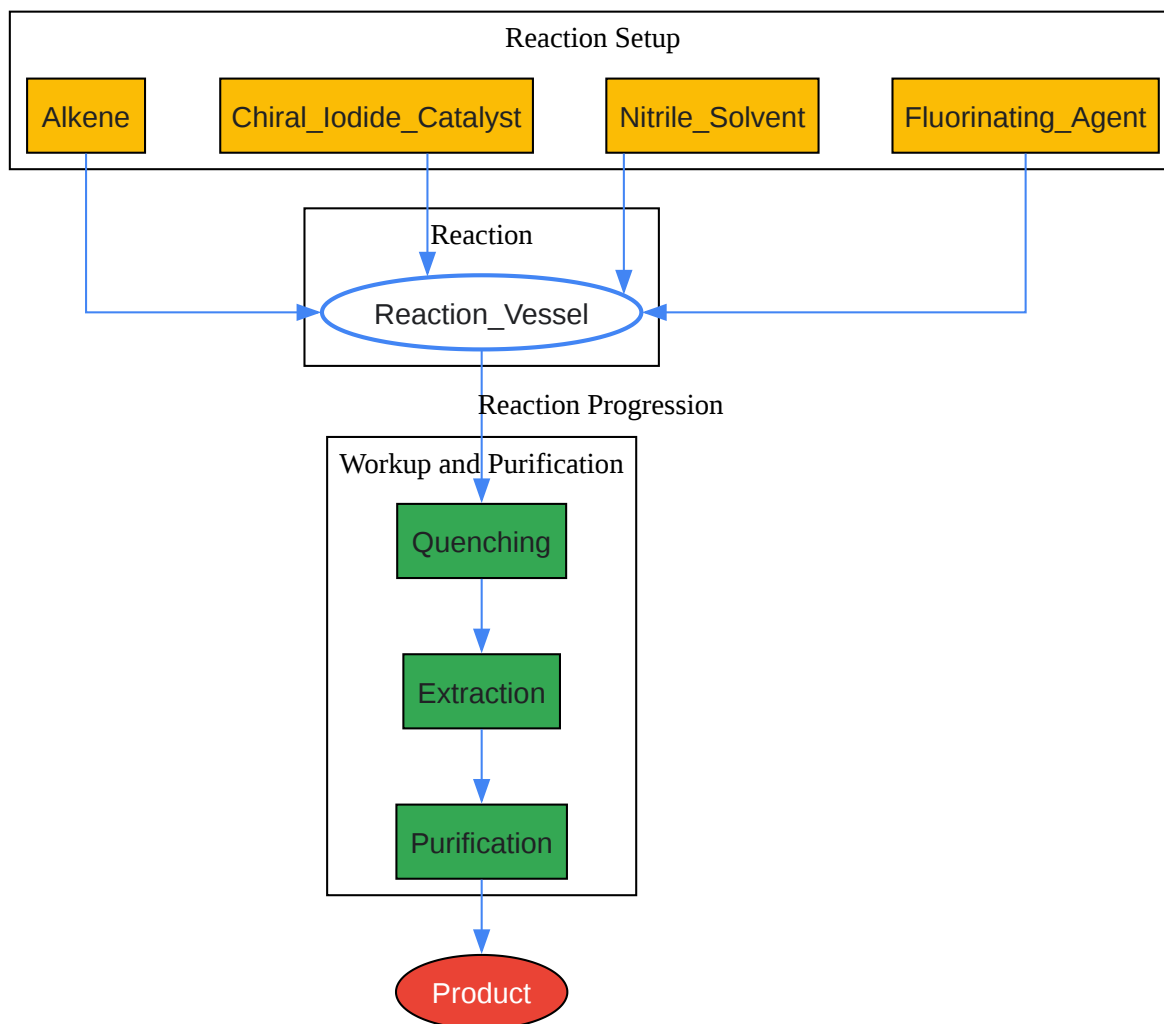 Reaction Setup
Alkene
Chiral_Iodide_Catalyst
Nitrile_Solvent
Fluorinating_Agent
Reaction
Reaction_Vessel
Reaction Progression
Workup and Purification
Quenching
Extraction
Purification
Product